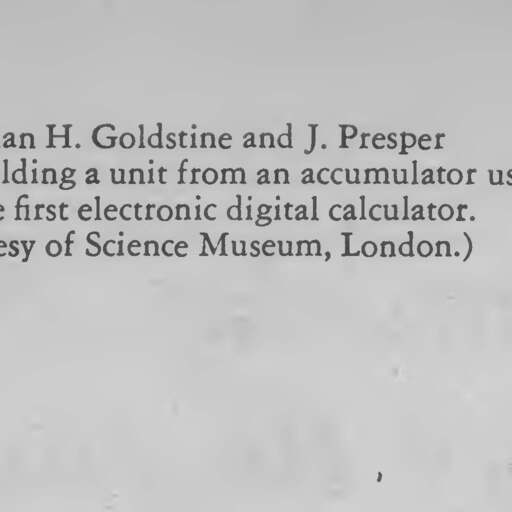 an H. Goldstine and J. Presper
lding a unit from an accumulator us
e first electronic digital calculator.
esy of Science Museum, London.)